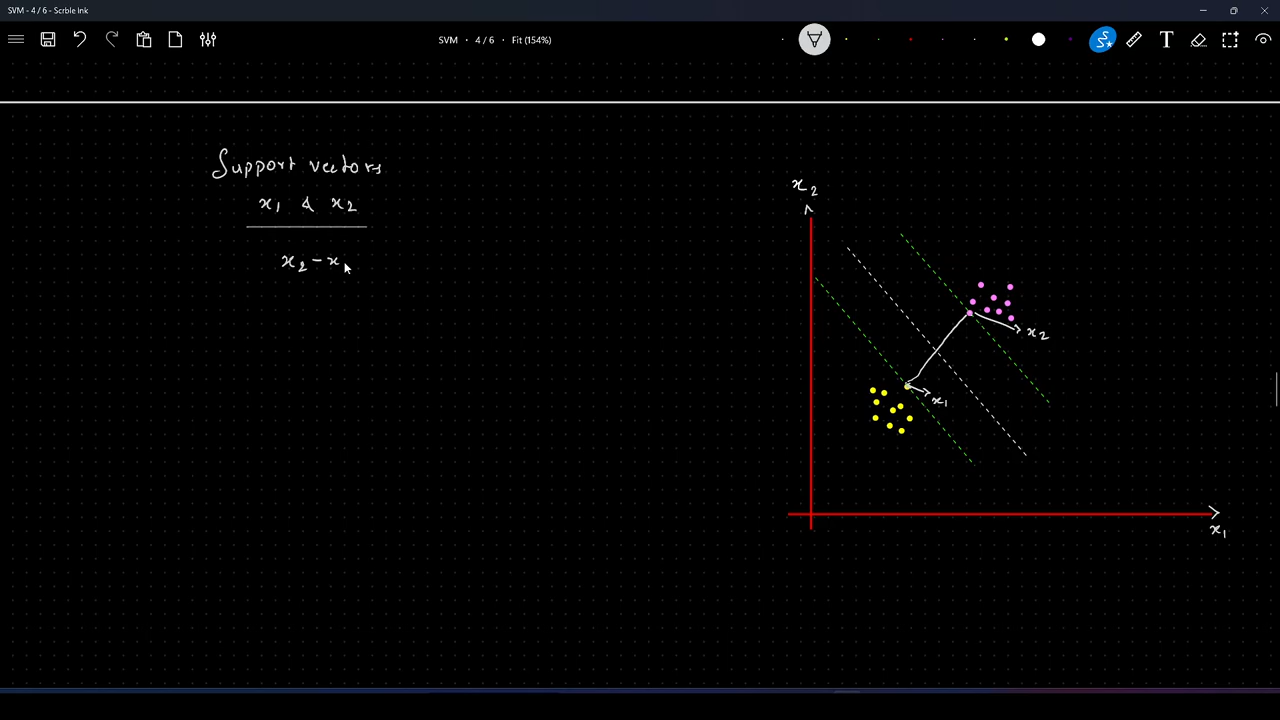 SVM - 4 / 6 - Scrble Ink
SVM · 4 / 6 · Fit (154%)
T
Support vectors
x₁ & x₂
x₂ - x
x₂
x₂
x₁
x₁